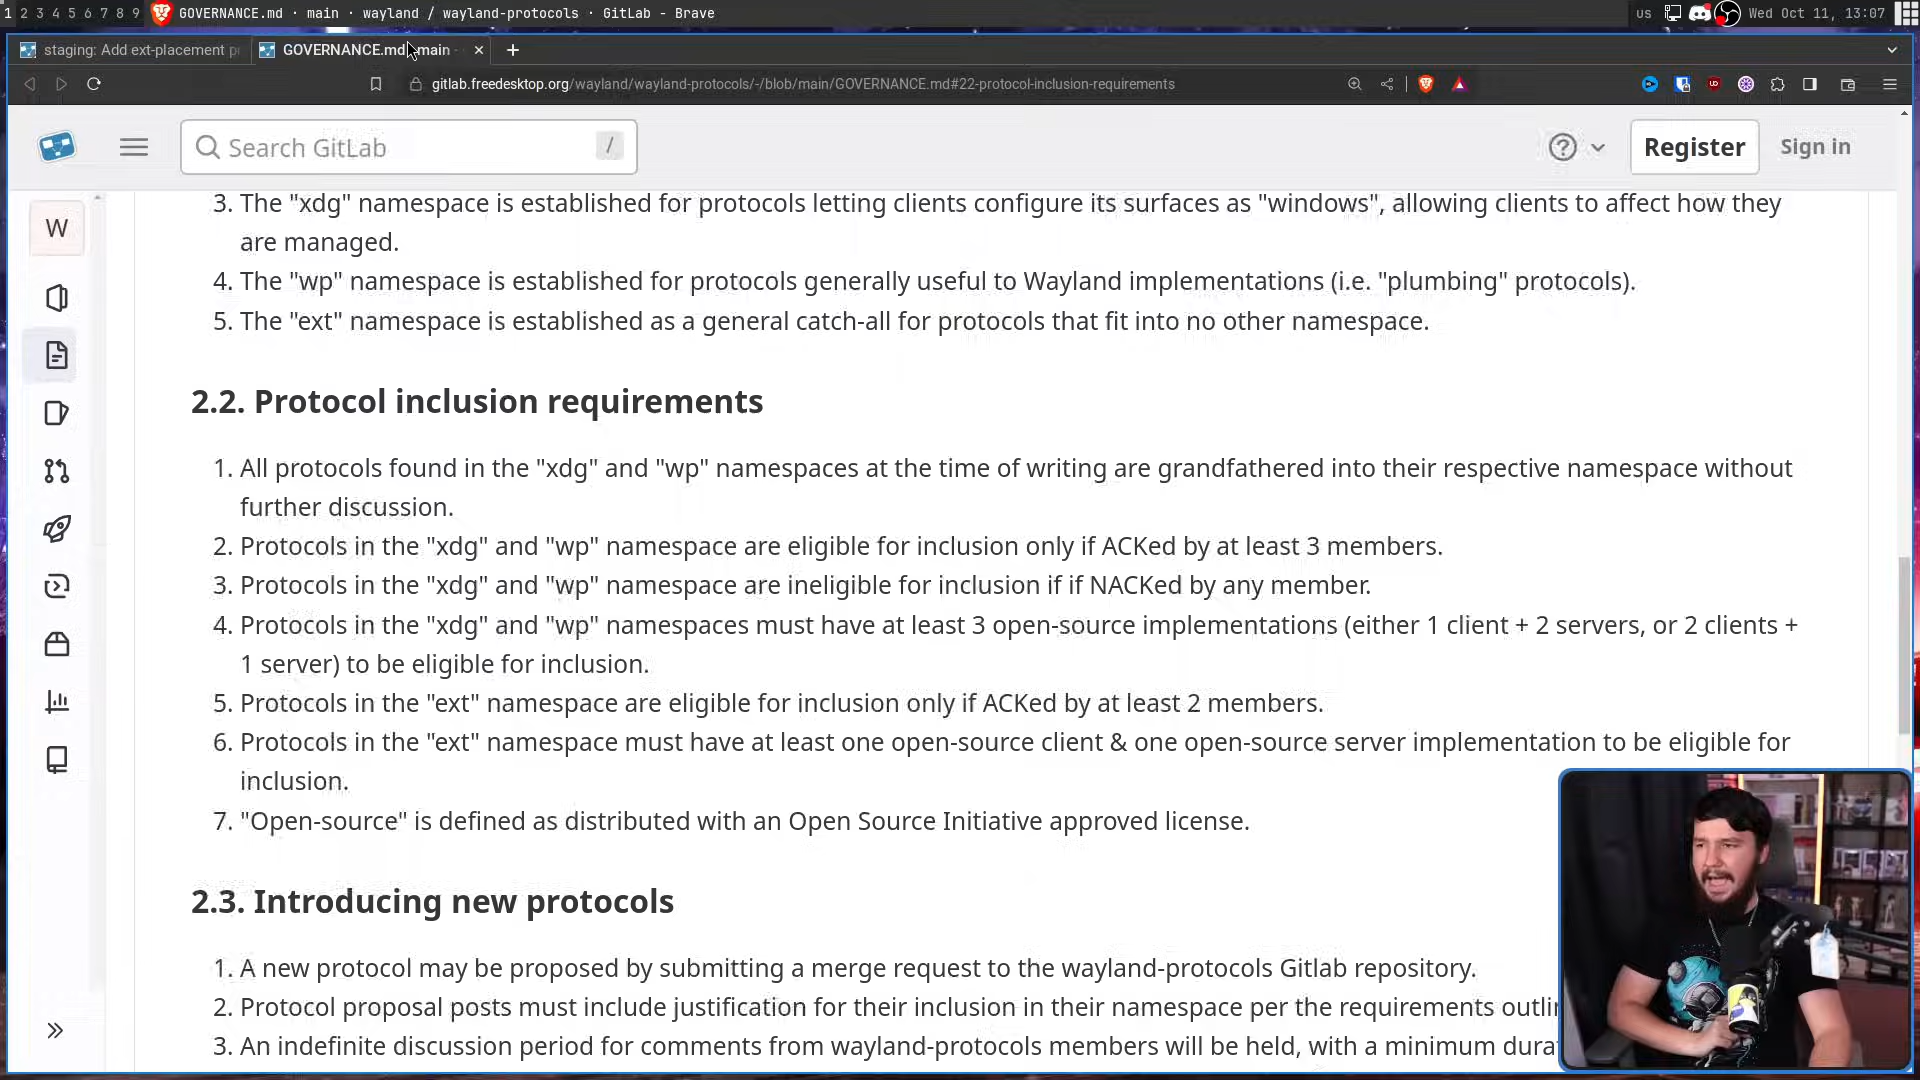 1 2 3 4 5 6 7 8 9 GOVERNANCE.md · main · wayland / wayland-protocols · GitLab - Brave us Wed Oct 11, 13:07
staging: Add ext-placement p GOVERNANCE.md · main
gitlab.freedesktop.org/wayland/wayland-protocols/-/blob/main/GOVERNANCE.md#22-protocol-inclusion-requirements
Search GitLab / Register Sign in
W
3. The "xdg" namespace is established for protocols letting clients configure its surfaces as "windows", allowing clients to affect how they
are managed.
4. The "wp" namespace is established for protocols generally useful to Wayland implementations (i.e. "plumbing" protocols).
5. The "ext" namespace is established as a general catch-all for protocols that fit into no other namespace.
2.2. Protocol inclusion requirements
1. All protocols found in the "xdg" and "wp" namespaces at the time of writing are grandfathered into their respective namespace without
further discussion.
2. Protocols in the "xdg" and "wp" namespace are eligible for inclusion only if ACKed by at least 3 members.
3. Protocols in the "xdg" and "wp" namespace are ineligible for inclusion if if NACKed by any member.
4. Protocols in the "xdg" and "wp" namespaces must have at least 3 open-source implementations (either 1 client + 2 servers, or 2 clients +
1 server) to be eligible for inclusion.
5. Protocols in the "ext" namespace are eligible for inclusion only if ACKed by at least 2 members.
6. Protocols in the "ext" namespace must have at least one open-source client & one open-source server implementation to be eligible for
inclusion.
7. "Open-source" is defined as distributed with an Open Source Initiative approved license.
2.3. Introducing new protocols
1. A new protocol may be proposed by submitting a merge request to the wayland-protocols Gitlab repository.
2. Protocol proposal posts must include justification for their inclusion in their namespace per the requirements outlin
3. An indefinite discussion period for comments from wayland-protocols members will be held, with a minimum dura